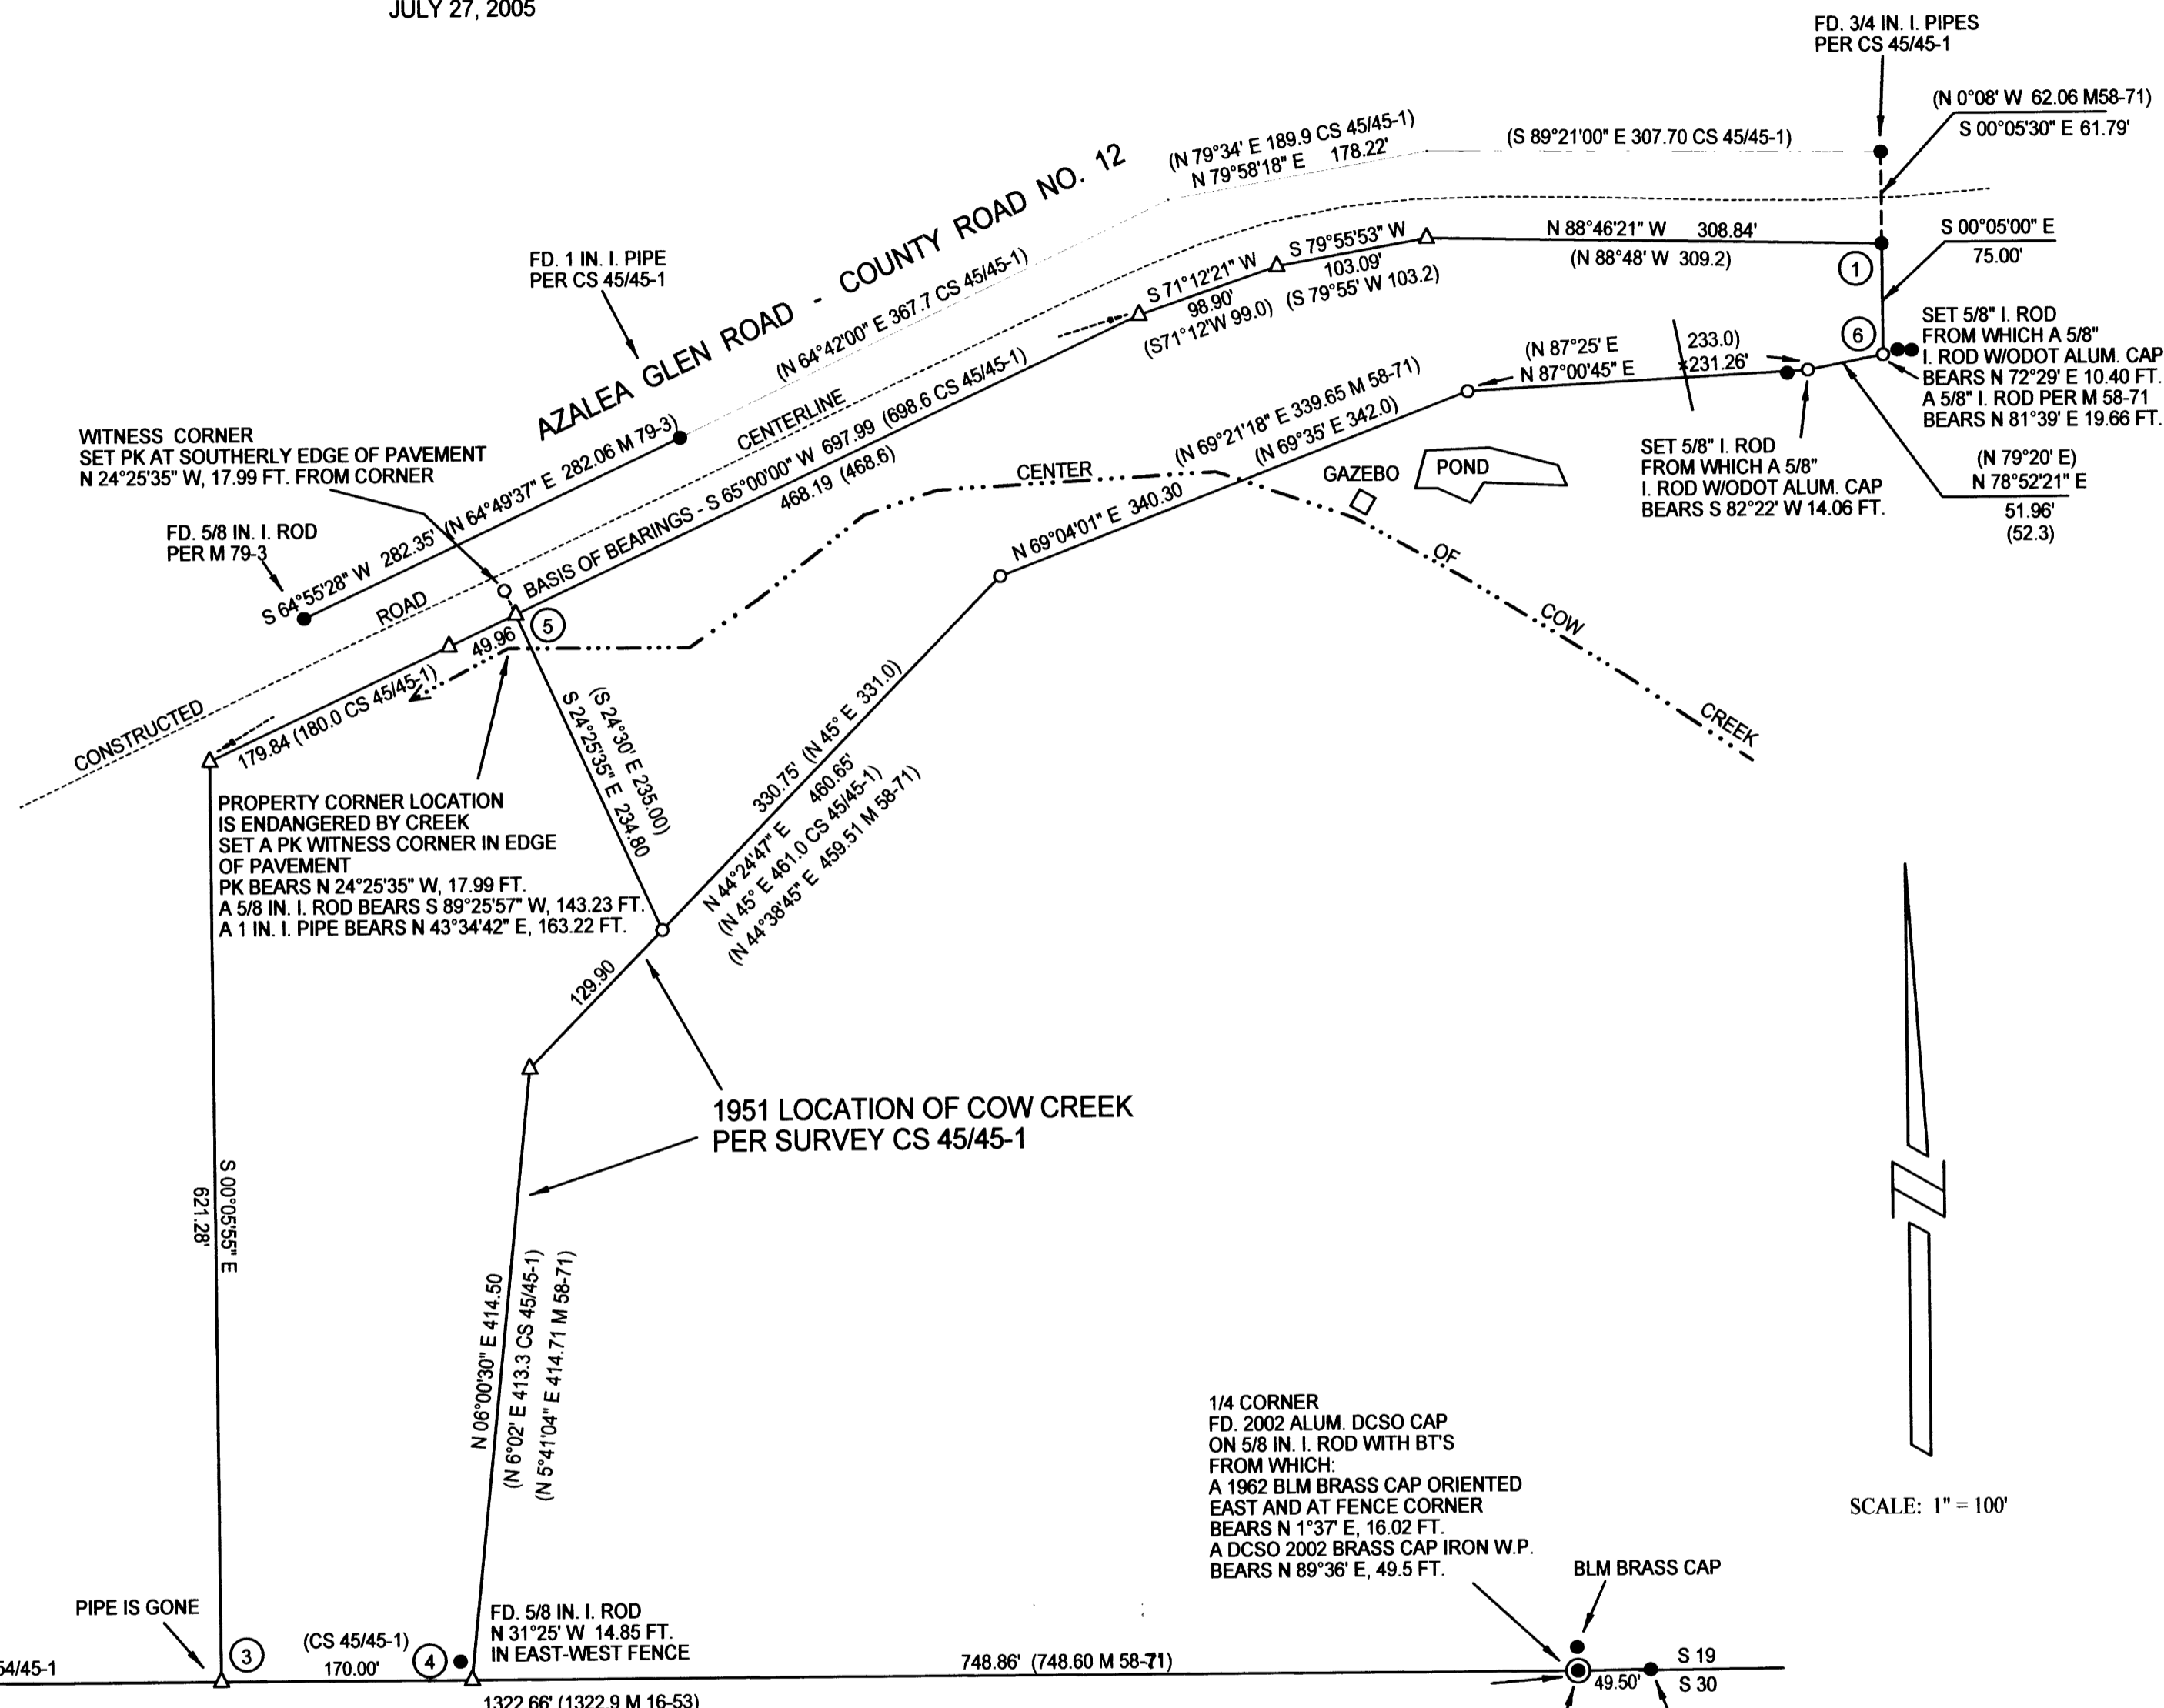 JULY 27, 2005
FD. 3/4 IN. I. PIPES
PER CS 45/45-1
(N 0°08' W 62.06 M58-71)
S 00°05'30" E 61.79'
(N 79°34' E 189.9 CS 45/45-1)
N 79°58'18" E 178.22'
(S 89°21'00" E 307.70 CS 45/45-1)
AZALEA GLEN ROAD - COUNTY ROAD NO. 12
(N 64°42'00" E 367.7 CS 45/45-1)
FD. 1 IN. I. PIPE
PER CS 45/45-1
S 79°55'53" W
103.09'
(S 79°55' W 103.2)
N 88°46'21" W 308.84'
(N 88°48' W 309.2)
S 00°05'00" E
75.00'
1
S 71°12'21" W
98.90'
(S71°12'W 99.0)
6
SET 5/8" I. ROD
FROM WHICH A 5/8"
I. ROD W/ODOT ALUM. CAP
BEARS N 72°29' E 10.40 FT.
A 5/8" I. ROD PER M 58-71
BEARS N 81°39' E 19.66 FT.
(N 87°25' E 233.0)
N 87°00'45" E 231.26'
(N 79°20' E)
N 78°52'21" E
51.96'
(52.3)
SET 5/8" I. ROD
FROM WHICH A 5/8"
I. ROD W/ODOT ALUM. CAP
BEARS S 82°22' W 14.06 FT.
WITNESS CORNER
SET PK AT SOUTHERLY EDGE OF PAVEMENT
N 24°25'35" W, 17.99 FT. FROM CORNER
CENTERLINE
BASIS OF BEARINGS - S 65°00'00" W 697.99 (698.6 CS 45/45-1)
468.19 (468.6)
CENTER
OF
COW
CREEK
(N 69°21'18" E 339.65 M 58-71)
(N 69°35' E 342.0)
N 69°04'01" E 340.30
GAZEBO
POND
FD. 5/8 IN. I. ROD
PER M 79-3
S 64°55'28" W 282.35' (N 64°49'37" E 282.06 M 79-3)
ROAD
CONSTRUCTED
49.96
5
179.84 (180.0 CS 45/45-1)
(S 24°30' E 235.00)
S 24°25'35" E 234.80
330.75' (N 45° E 331.0)
N 44°24'47" E 460.65'
(N 45° E 461.0 CS 45/45-1)
(N 44°38'45" E 459.51 M 58-71)
PROPERTY CORNER LOCATION
IS ENDANGERED BY CREEK
SET A PK WITNESS CORNER IN EDGE
OF PAVEMENT
PK BEARS N 24°25'35" W, 17.99 FT.
A 5/8 IN. I. ROD BEARS S 89°25'57" W, 143.23 FT.
A 1 IN. I. PIPE BEARS N 43°34'42" E, 163.22 FT.
129.90
1951 LOCATION OF COW CREEK
PER SURVEY CS 45/45-1
S 00°05'55" E
621.28'
N 06°00'30" E 414.50
(N 6°02' E 413.3 CS 45/45-1)
(N 5°41'04" E 414.71 M 58-71)
1/4 CORNER
FD. 2002 ALUM. DCSO CAP
ON 5/8 IN. I. ROD WITH BT'S
FROM WHICH:
A 1962 BLM BRASS CAP ORIENTED
EAST AND AT FENCE CORNER
BEARS N 1°37' E, 16.02 FT.
A DCSO 2002 BRASS CAP IRON W.P.
BEARS N 89°36' E, 49.5 FT.
N
SCALE: 1" = 100'
BLM BRASS CAP
PIPE IS GONE
3
(CS 45/45-1)
170.00'
4
FD. 5/8 IN. I. ROD
N 31°25' W 14.85 FT.
IN EAST-WEST FENCE
54/45-1
748.86' (748.60 M 58-71)
S 19
49.50'
S 30
1322.66' (1322.9 M 16-53)